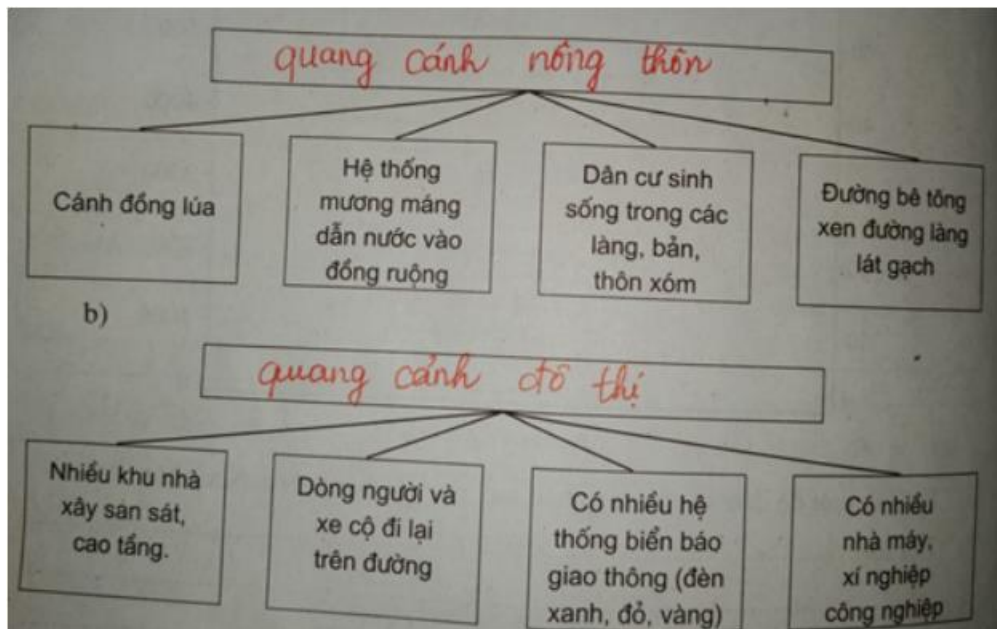 quang cánh nông thôn
Cánh đồng lúa
Hệ thống
mương máng
dẫn nước vào
đồng ruộng
Dân cư sinh
sống trong các
làng, bản,
thôn xóm
Đường bê tông
xen đường làng
lát gạch
b)
quang cảnh đô thị
Nhiều khu nhà
xây san sát,
cao tầng.
Dòng người và
xe cộ đi lại
trên đường
Có nhiều hệ
thống biển báo
giao thông (đèn
xanh, đỏ, vàng)
Có nhiều
nhà máy,
xí nghiệp
công nghiệp